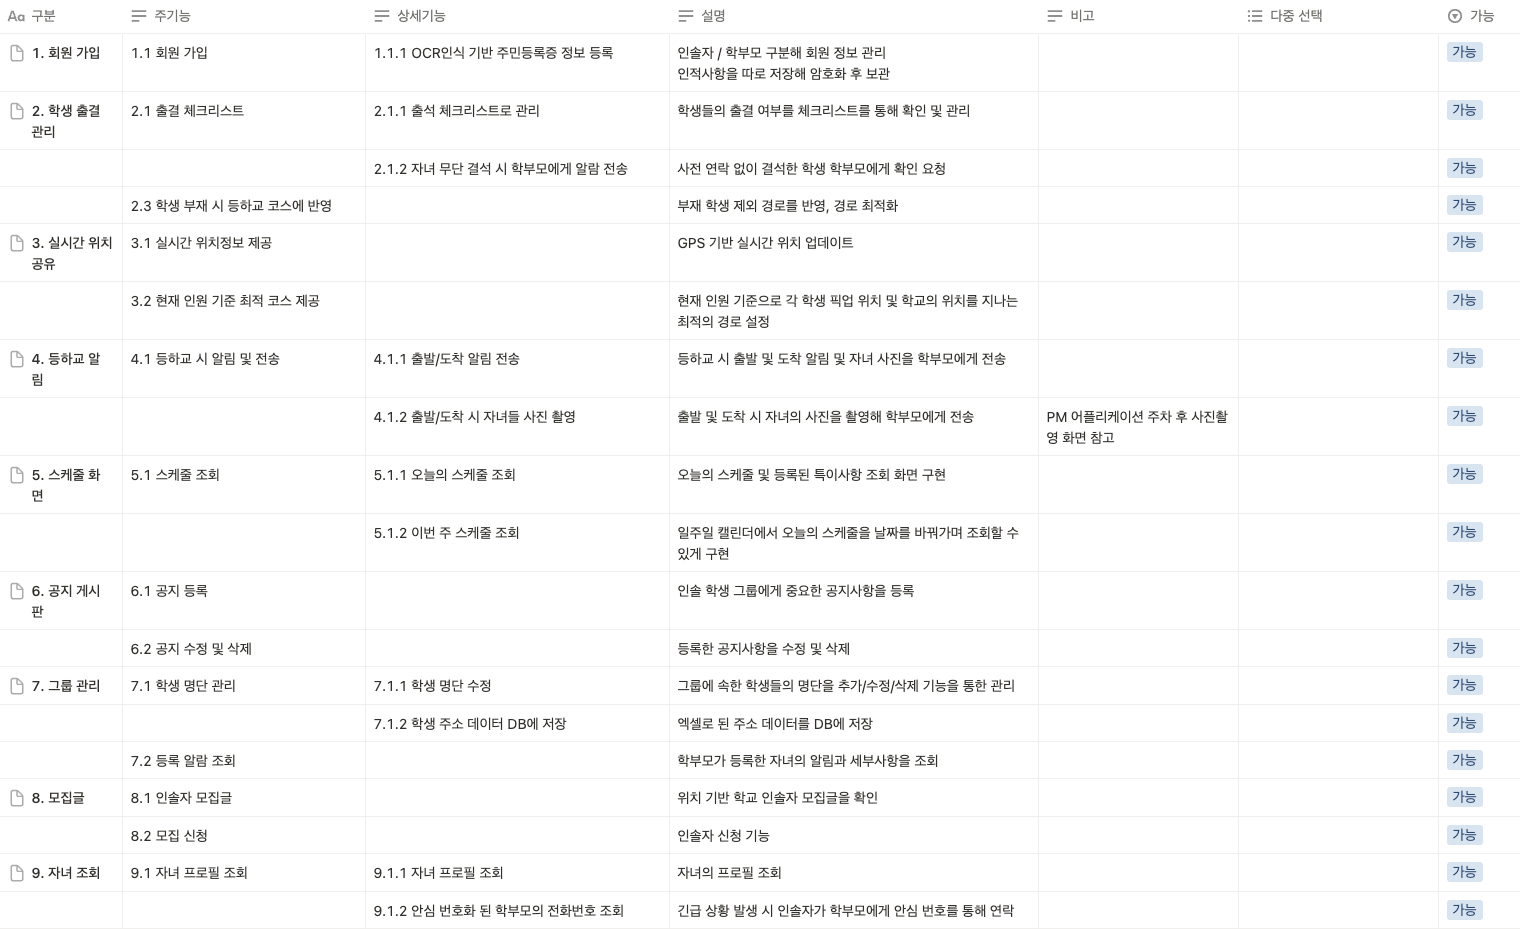 Aa 구분 주기능 상세기능 설명 비고 다중 선택 가능
1. 회원 가입 1.1 회원 가입 1.1.1 OCR인식 기반 주민등록증 정보 등록 인솔자 / 학부모 구분해 회원 정보 관리 가능
인적사항을 따로 저장해 암호화 후 보관
2. 학생 출결 2.1 출결 체크리스트 2.1.1 출석 체크리스트로 관리 학생들의 출결 여부를 체크리스트를 통해 확인 및 관리 가능
관리
2.1.2 자녀 무단 결석 시 학부모에게 알람 전송 사전 연락 없이 결석한 학생 학부모에게 확인 요청 가능
2.3 학생 부재 시 등하교 코스에 반영 부재 학생 제외 경로를 반영, 경로 최적화 가능
3. 실시간 위치 3.1 실시간 위치정보 제공 GPS 기반 실시간 위치 업데이트 가능
공유
3.2 현재 인원 기준 최적 코스 제공 현재 인원 기준으로 각 학생 픽업 위치 및 학교의 위치를 지나는 가능
최적의 경로 설정
4. 등하교 알 4.1 등하교 시 알림 및 전송 4.1.1 출발/도착 알림 전송 등하교 시 출발 및 도착 알림 및 자녀 사진을 학부모에게 전송 가능
림
4.1.2 출발/도착 시 자녀들 사진 촬영 출발 및 도착 시 자녀의 사진을 촬영해 학부모에게 전송 PM 어플리케이션 주차 후 사진촬 가능
영 화면 참고
5. 스케줄 화 5.1 스케줄 조회 5.1.1 오늘의 스케줄 조회 오늘의 스케줄 및 등록된 특이사항 조회 화면 구현 가능
면
5.1.2 이번 주 스케줄 조회 일주일 캘린더에서 오늘의 스케줄을 날짜를 바꿔가며 조회할 수 가능
있게 구현
6. 공지 게시 6.1 공지 등록 인솔 학생 그룹에게 중요한 공지사항을 등록 가능
판
6.2 공지 수정 및 삭제 등록한 공지사항을 수정 및 삭제 가능
7. 그룹 관리 7.1 학생 명단 관리 7.1.1 학생 명단 수정 그룹에 속한 학생들의 명단을 추가/수정/삭제 기능을 통한 관리 가능
7.1.2 학생 주소 데이터 DB에 저장 엑셀로 된 주소 데이터를 DB에 저장 가능
7.2 등록 알람 조회 학부모가 등록한 자녀의 알림과 세부사항을 조회 가능
8. 모집글 8.1 인솔자 모집글 위치 기반 학교 인솔자 모집글을 확인 가능
8.2 모집 신청 인솔자 신청 기능 가능
9. 자녀 조회 9.1 자녀 프로필 조회 9.1.1 자녀 프로필 조회 자녀의 프로필 조회 가능
9.1.2 안심 번호화 된 학부모의 전화번호 조회 긴급 상황 발생 시 인솔자가 학부모에게 안심 번호를 통해 연락 가능